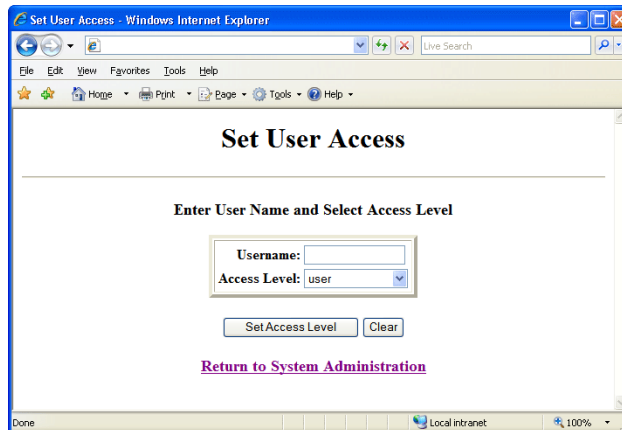 Set User Access - Windows Internet Explorer
Live Search
File Edit View Favorites Tools Help
Home Print Page Tools Help
Set User Access
Enter User Name and Select Access Level
Username:
Access Level: user
Set Access Level Clear
Return to System Administration
Done Local intranet 100%